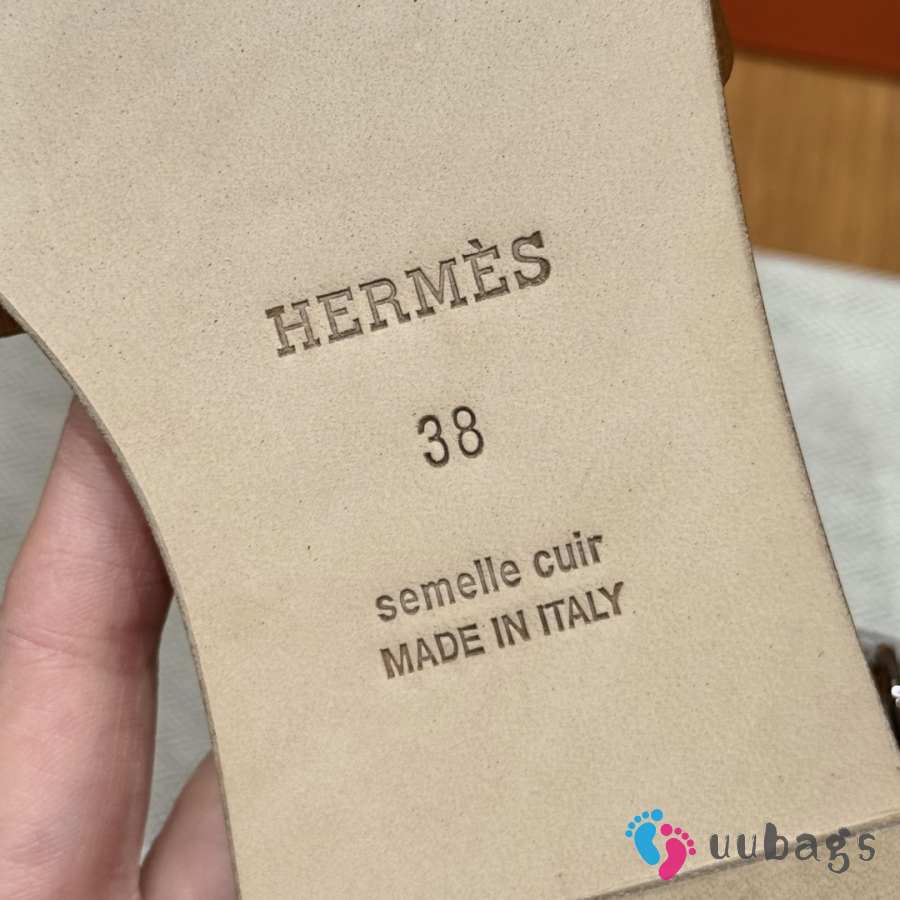 HERMÈS
38
semelle cuir
MADE IN ITALY
uubags